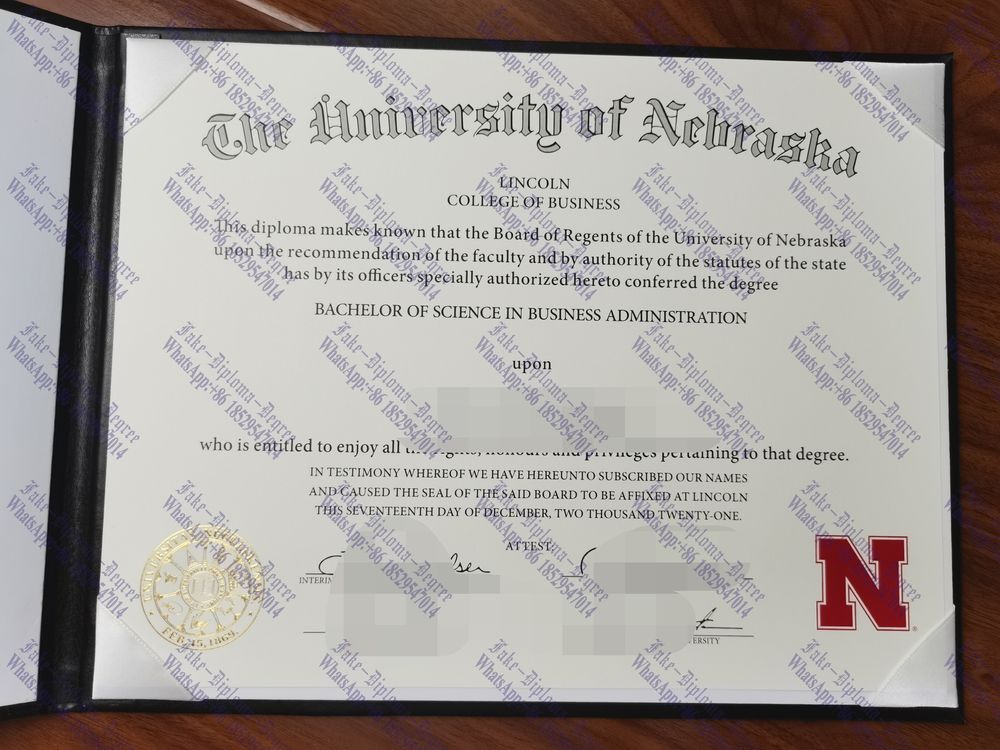 The University of Nebraska
LINCOLN
COLLEGE OF BUSINESS
This diploma makes known that the Board of Regents of the University of Nebraska
upon the recommendation of the faculty and by authority of the statutes of the state
has by its officers specially authorized hereto conferred the degree
BACHELOR OF SCIENCE IN BUSINESS ADMINISTRATION
upon
who is entitled to enjoy all rights, honours and privileges pertaining to that degree.
IN TESTIMONY WHEREOF WE HAVE HEREUNTO SUBSCRIBED OUR NAMES
AND CAUSED THE SEAL OF THE SAID BOARD TO BE AFFIXED AT LINCOLN
THIS SEVENTEENTH DAY OF DECEMBER, TWO THOUSAND TWENTY-ONE.
ATTEST:
INTERIM
FEB. 15, 1869
N
Fake-Diploma-Degree
WhatsApp:+86 18529547014